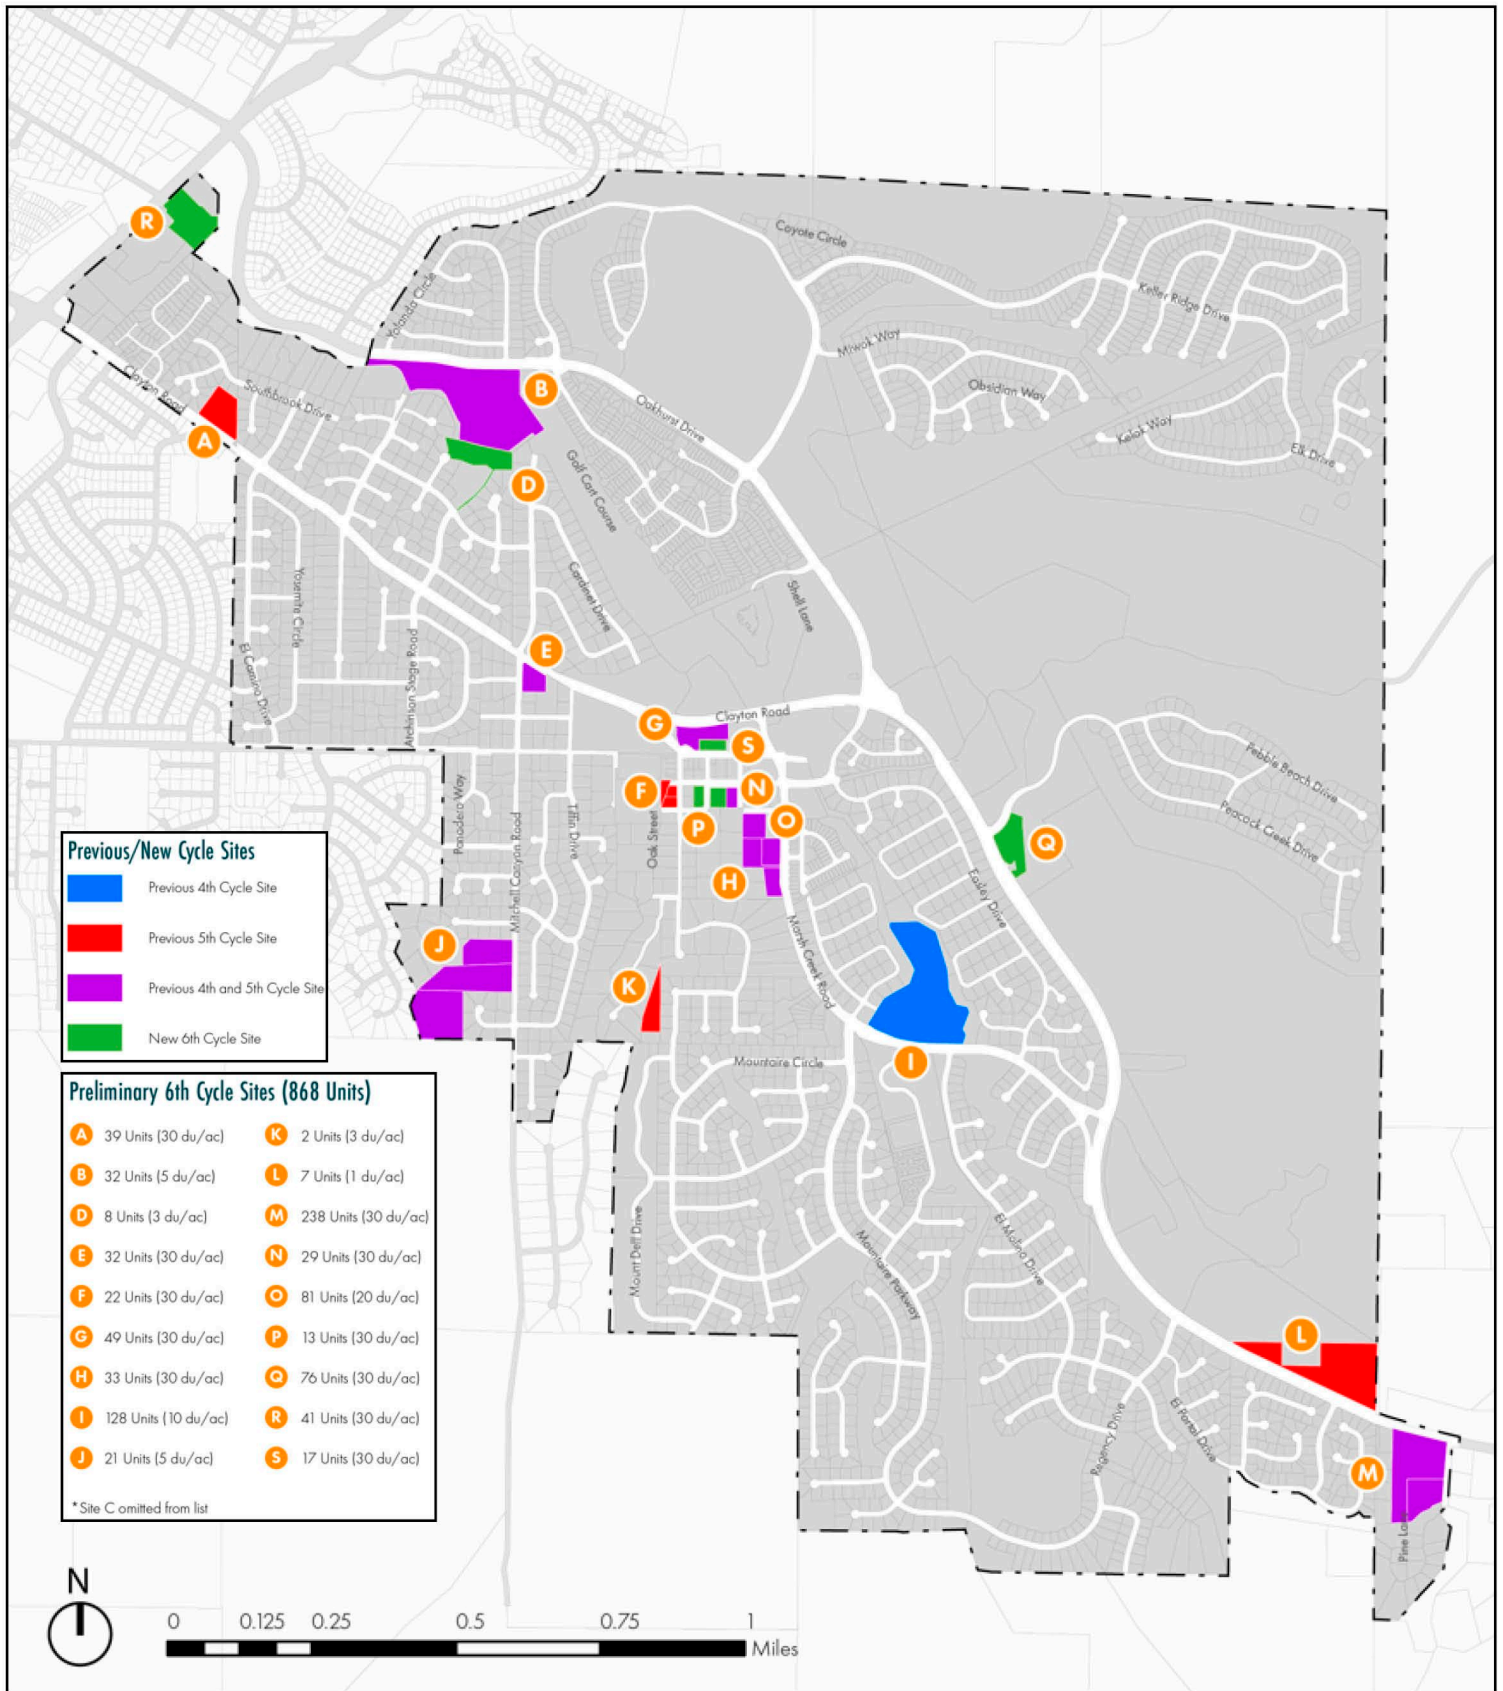 R
Coyote Circle
Yolanda Circle
Keller Ridge Drive
Miwok Way
Obsidian Way
B
Oakhurst Drive
Clayton Road
Southbrook Drive
A
Kelok Way
Elk Drive
D
Golf Cart Course
Yosemite Circle
Cardinet Drive
Shell Lane
El Camino Drive
Atchinson Stage Road
E
G
Clayton Road
S
Pebble Beach Drive
F
N
P
O
Peacock Creek Drive
Panadero Way
Mitchell Canyon Road
Tiffin Drive
Oak Street
Q
H
Easley Drive
Marsh Creek Road
J
K
I
Mountaire Circle
Mount Dell Drive
Mountaire Parkway
El Molino Drive
L
Regency Drive
El Portal Drive
M
Pine Lane
Previous/New Cycle Sites
Previous 4th Cycle Site
Previous 5th Cycle Site
Previous 4th and 5th Cycle Site
New 6th Cycle Site
Preliminary 6th Cycle Sites (868 Units)
A 39 Units (30 du/ac)
B 32 Units (5 du/ac)
D 8 Units (3 du/ac)
E 32 Units (30 du/ac)
F 22 Units (30 du/ac)
G 49 Units (30 du/ac)
H 33 Units (30 du/ac)
I 128 Units (10 du/ac)
J 21 Units (5 du/ac)
K 2 Units (3 du/ac)
L 7 Units (1 du/ac)
M 238 Units (30 du/ac)
N 29 Units (30 du/ac)
O 81 Units (20 du/ac)
P 13 Units (30 du/ac)
Q 76 Units (30 du/ac)
R 41 Units (30 du/ac)
S 17 Units (30 du/ac)
*Site C omitted from list
N
0 0.125 0.25 0.5 0.75 1
Miles